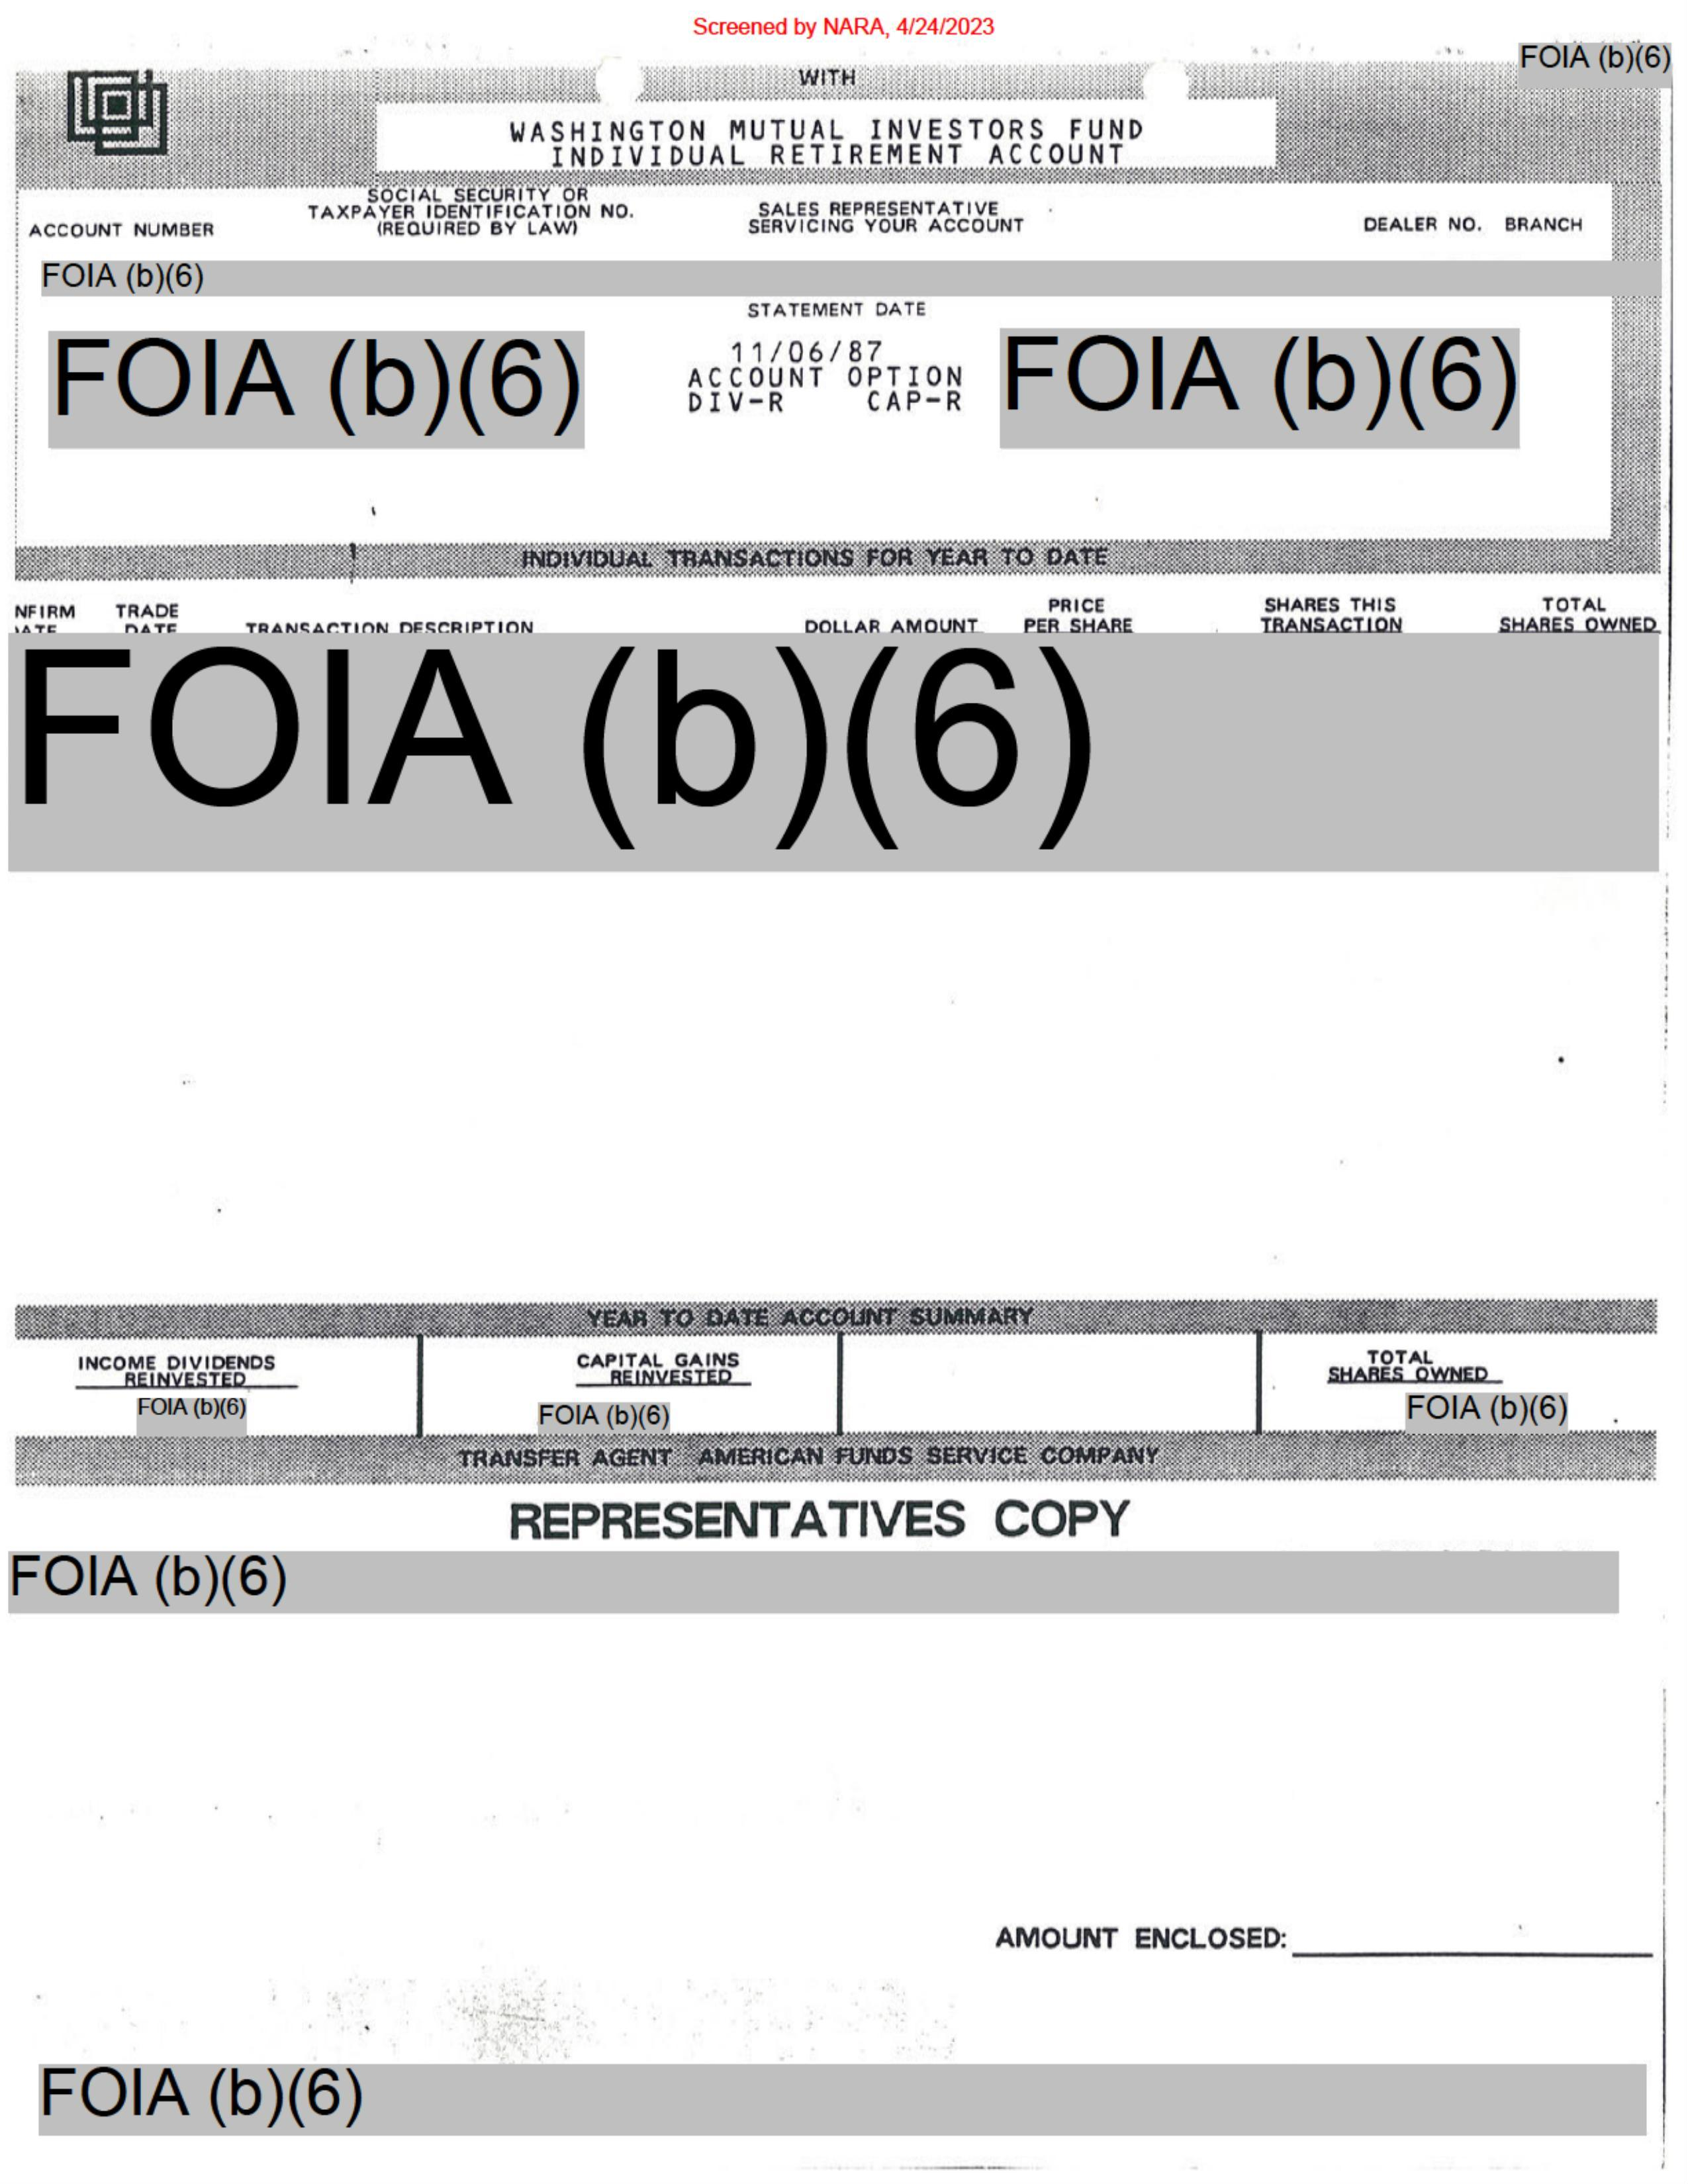 Screened by NARA, 4/24/2023
FOIA (b)(6)
WITH
WASHINGTON MUTUAL INVESTORS FUND
INDIVIDUAL RETIREMENT ACCOUNT
ACCOUNT NUMBER
SOCIAL SECURITY OR
TAXPAYER IDENTIFICATION NO.
(REQUIRED BY LAW)
SALES REPRESENTATIVE
SERVICING YOUR ACCOUNT
DEALER NO. BRANCH
FOIA (b)(6)
STATEMENT DATE
FOIA (b)(6)
11/06/87
ACCOUNT OPTION
DIV-R CAP-R
FOIA (b)(6)
INDIVIDUAL TRANSACTIONS FOR YEAR TO DATE
NFIRM
ATE
TRADE
DATE
TRANSACTION DESCRIPTION
DOLLAR AMOUNT
PRICE
PER SHARE
SHARES THIS
TRANSACTION
TOTAL
SHARES OWNED
FOIA (b)(6)
YEAR TO DATE ACCOUNT SUMMARY
INCOME DIVIDENDS
REINVESTED
FOIA (b)(6)
CAPITAL GAINS
REINVESTED
FOIA (b)(6)
TOTAL
SHARES OWNED
FOIA (b)(6)
TRANSFER AGENT AMERICAN FUNDS SERVICE COMPANY
REPRESENTATIVES COPY
FOIA (b)(6)
AMOUNT ENCLOSED:
FOIA (b)(6)